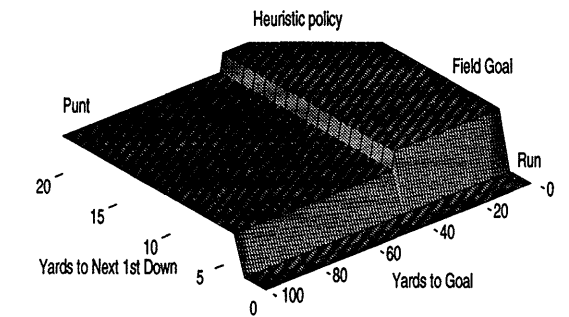 Heuristic policy
Field Goal
Punt
Run
20
15
10
5
0
Yards to Next 1st Down
100
80
60
40
20
0
Yards to Goal